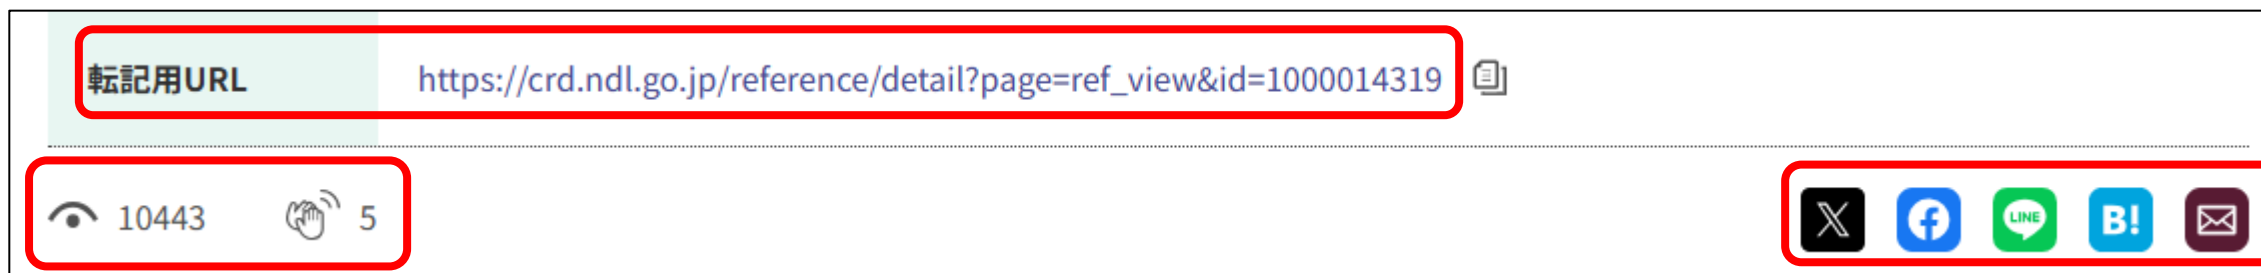 転記用URL https://crd.ndl.go.jp/reference/detail?page=ref_view&id=1000014319
10443 5 X f LINE B!